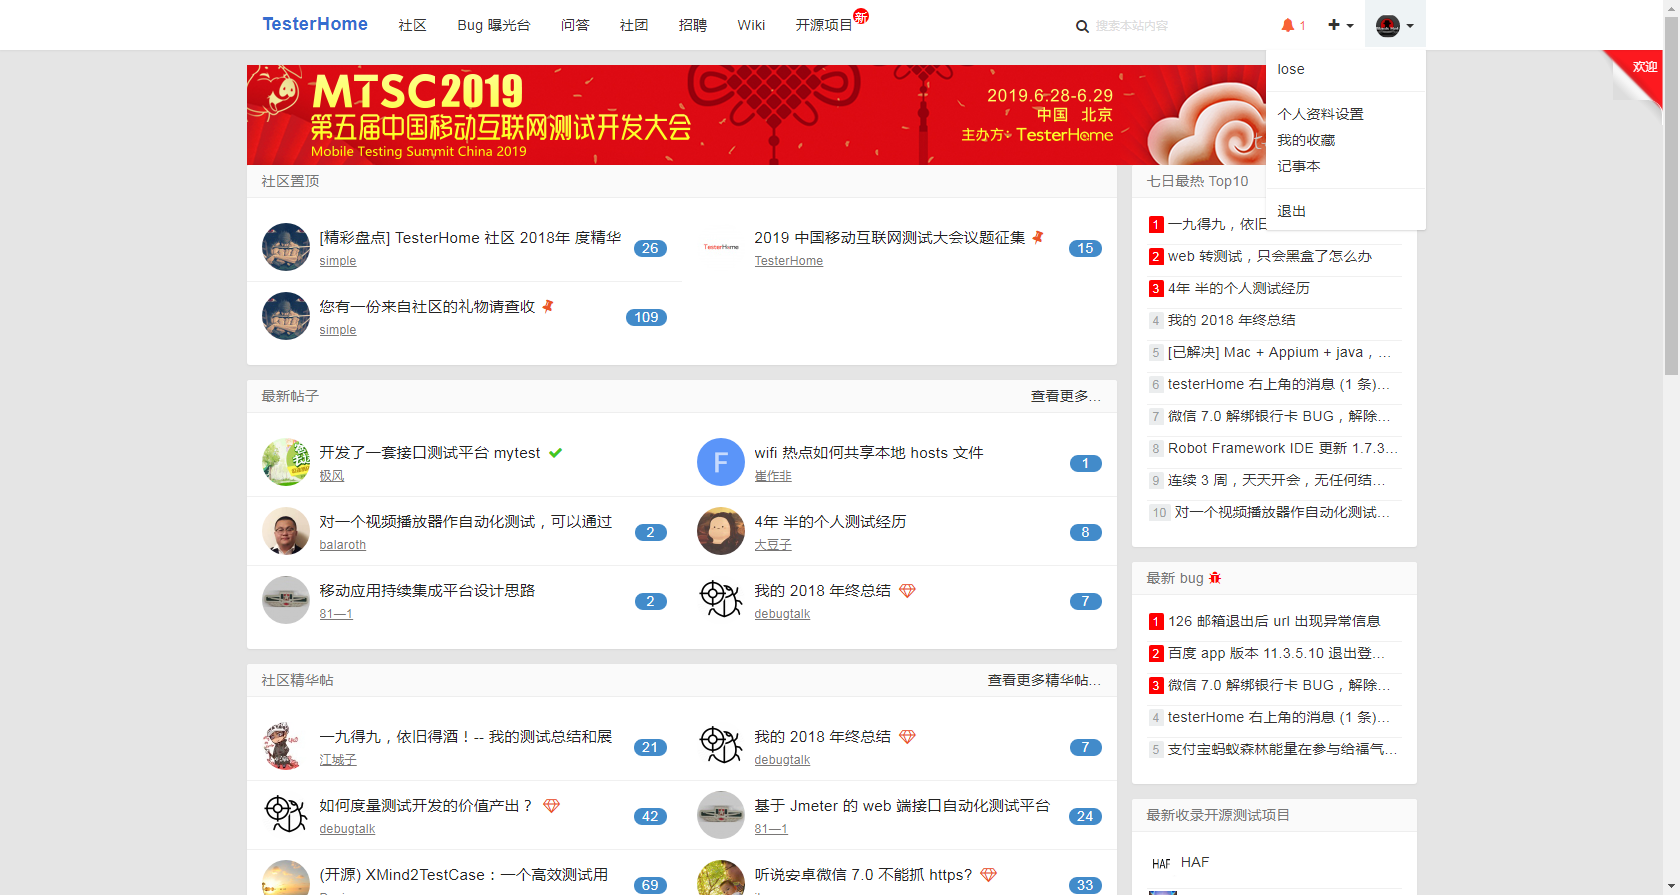 TesterHome 社区 Bug 曝光台 问答 社团 招聘 Wiki 开源项目 新 搜索本站内容 1
lose
个人资料设置
我的收藏
记事本
退出
欢迎
MTSC2019
第五届中国移动互联网测试开发大会
Mobile Testing Summit China 2019
2019.6.28-6.29
中国 北京
主办方: TesterHome
社区置顶
[精彩盘点] TesterHome 社区 2018年 度精华 26
simple
2019 中国移动互联网测试大会议题征集 15
TesterHome
TesterHome
您有一份来自社区的礼物请查收 109
simple
最新帖子 查看更多...
开发了一套接口测试平台 mytest
极风
F
wifi 热点如何共享本地 hosts 文件 1
崔作非
对一个视频播放器作自动化测试，可以通过 2
balaroth
4年 半的个人测试经历 8
大豆子
移动应用持续集成平台设计思路 2
81—1
我的 2018 年终总结 7
debugtalk
社区精华帖 查看更多精华帖...
一九得九，依旧得酒！-- 我的测试总结和展 21
江城子
我的 2018 年终总结 7
debugtalk
如何度量测试开发的价值产出？ 42
debugtalk
基于 Jmeter 的 web 端接口自动化测试平台 24
81—1
(开源) XMind2TestCase：一个高效测试用 69
听说安卓微信 7.0 不能抓 https? 33
七日最热 Top10
1 一九得九，依旧
2 web 转测试，只会黑盒了怎么办
3 4年 半的个人测试经历
4 我的 2018 年终总结
5 [已解决] Mac + Appium + java，...
6 testerHome 右上角的消息 (1 条)...
7 微信 7.0 解绑银行卡 BUG，解除...
8 Robot Framework IDE 更新 1.7.3...
9 连续 3 周，天天开会，无任何结...
10 对一个视频播放器作自动化测试...
最新 bug
1 126 邮箱退出后 url 出现异常信息
2 百度 app 版本 11.3.5.10 退出登...
3 微信 7.0 解绑银行卡 BUG，解除...
4 testerHome 右上角的消息 (1 条)...
5 支付宝蚂蚁森林能量在参与给福气...
最新收录开源测试项目
HAF HAF